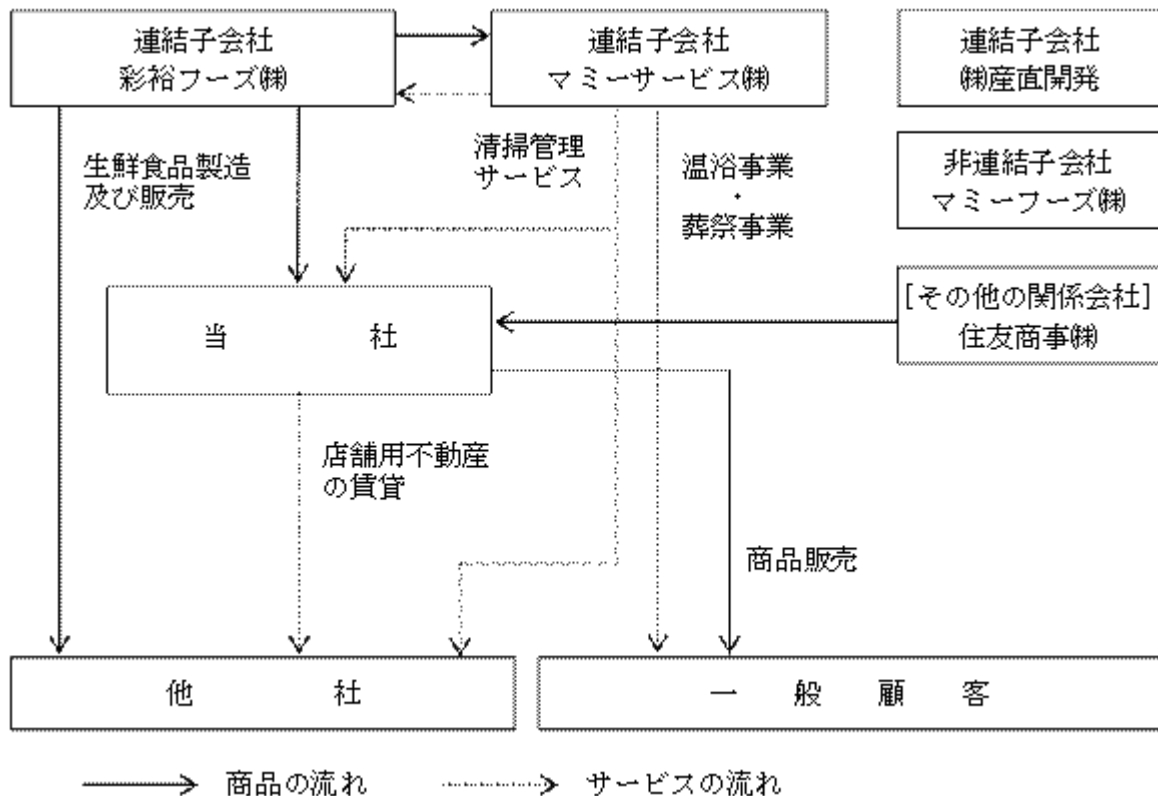 連結子会社
彩裕フーズ㈱
連結子会社
マミーサービス㈱
連結子会社
㈱産直開発
生鮮食品製造
及び販売
清掃管理
サービス
温浴事業
・
葬祭事業
非連結子会社
マミーフーズ㈱
当　　　社
[その他の関係会社]
住友商事㈱
店舗用不動産
の賃貸
商品販売
他　　　社
一　般　顧　客
商品の流れ
サービスの流れ